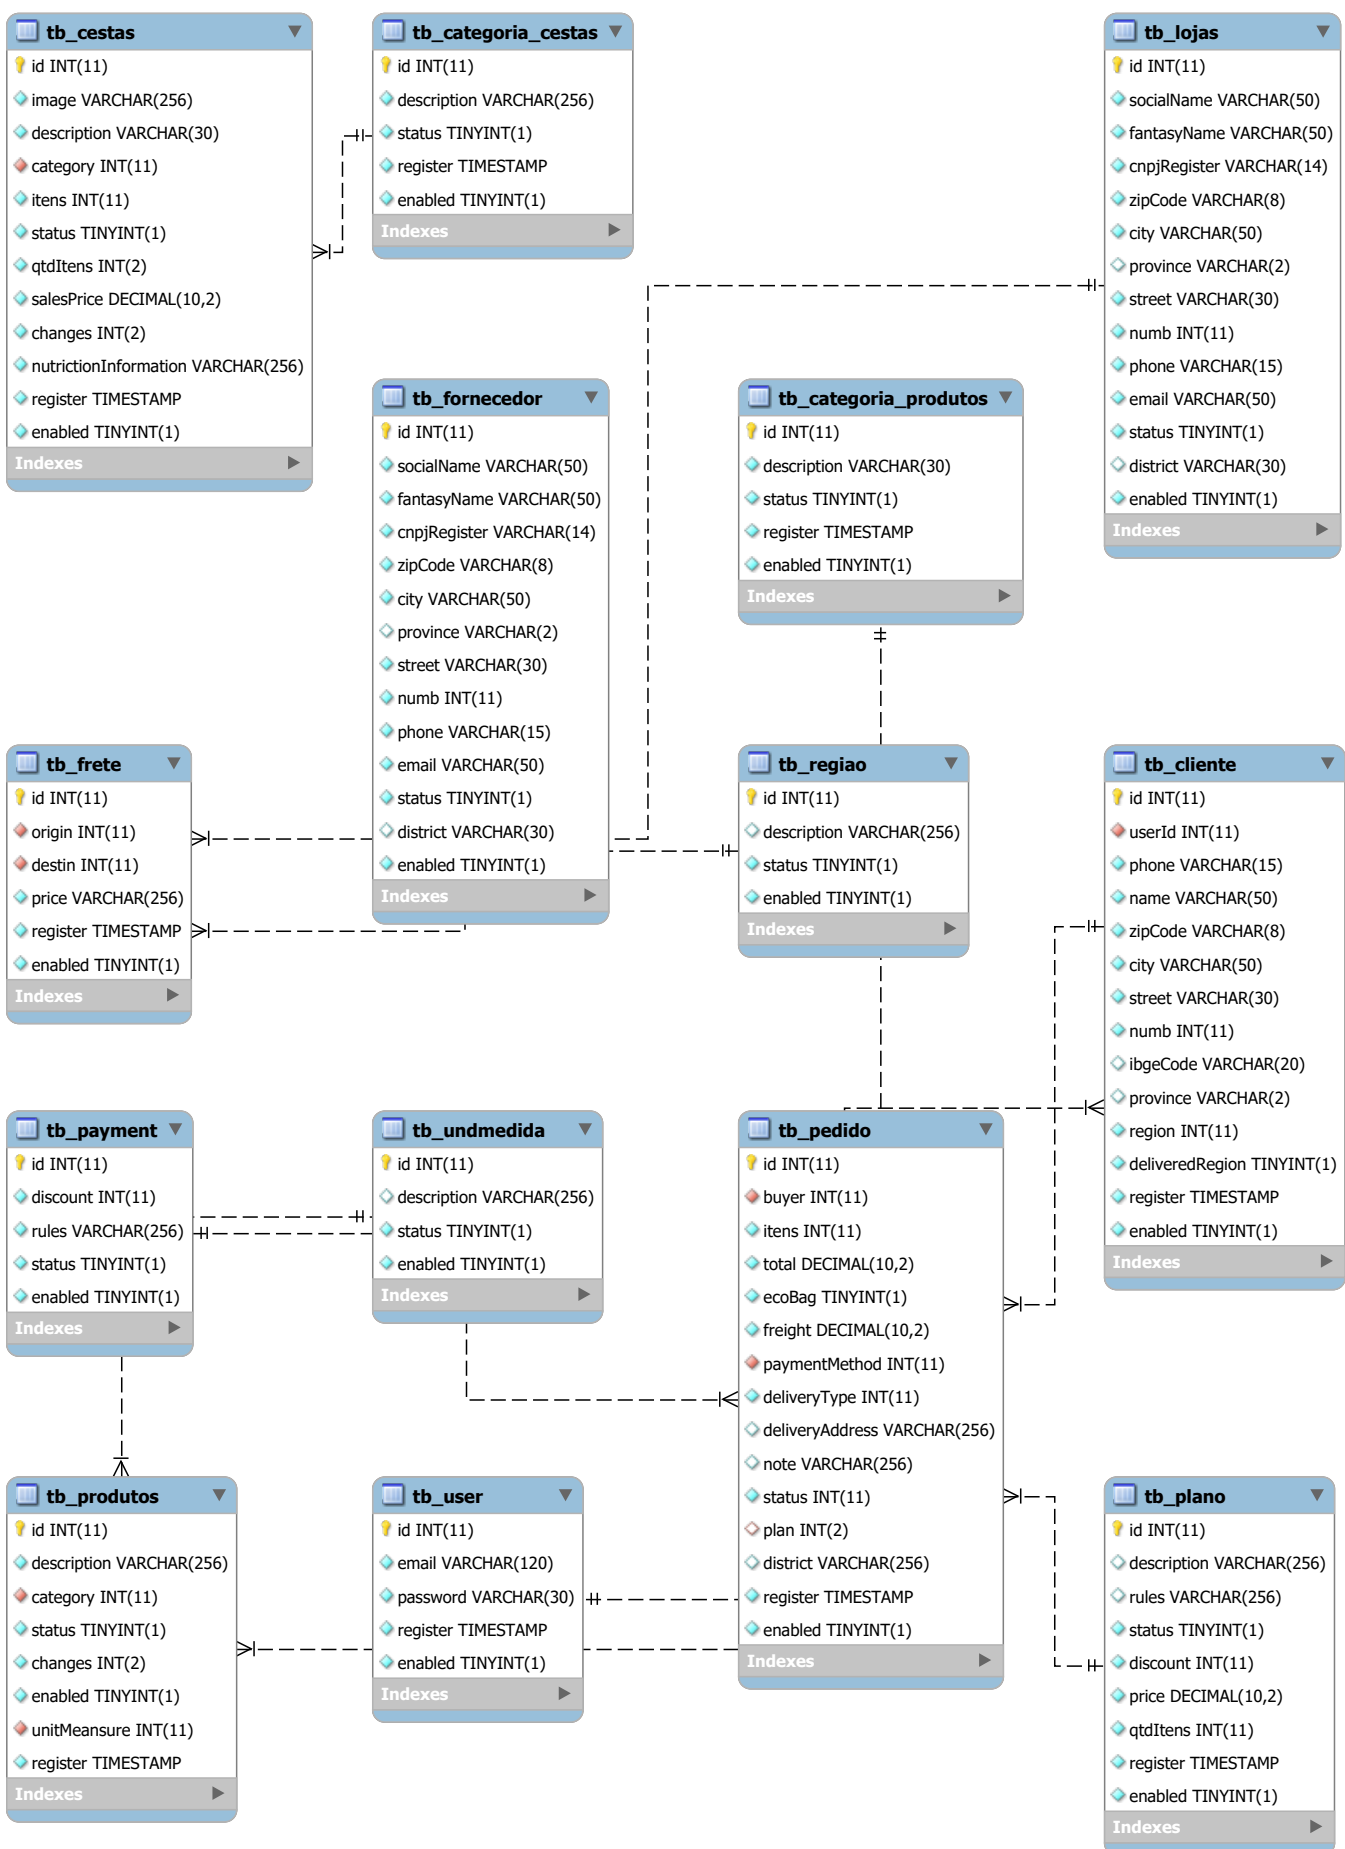 tb_cestas
id INT(11)
image VARCHAR(256)
description VARCHAR(30)
category INT(11)
itens INT(11)
status TINYINT(1)
qtdItens INT(2)
salesPrice DECIMAL(10,2)
changes INT(2)
nutrictionInformation VARCHAR(256)
register TIMESTAMP
enabled TINYINT(1)
Indexes
tb_categoria_cestas
id INT(11)
description VARCHAR(256)
status TINYINT(1)
register TIMESTAMP
enabled TINYINT(1)
Indexes
tb_lojas
id INT(11)
socialName VARCHAR(50)
fantasyName VARCHAR(50)
cnpjRegister VARCHAR(14)
zipCode VARCHAR(8)
city VARCHAR(50)
province VARCHAR(2)
street VARCHAR(30)
numb INT(11)
phone VARCHAR(15)
email VARCHAR(50)
status TINYINT(1)
district VARCHAR(30)
enabled TINYINT(1)
Indexes
tb_fornecedor
id INT(11)
socialName VARCHAR(50)
fantasyName VARCHAR(50)
cnpjRegister VARCHAR(14)
zipCode VARCHAR(8)
city VARCHAR(50)
province VARCHAR(2)
street VARCHAR(30)
numb INT(11)
phone VARCHAR(15)
email VARCHAR(50)
status TINYINT(1)
district VARCHAR(30)
enabled TINYINT(1)
Indexes
tb_categoria_produtos
id INT(11)
description VARCHAR(30)
status TINYINT(1)
register TIMESTAMP
enabled TINYINT(1)
Indexes
tb_frete
id INT(11)
origin INT(11)
destin INT(11)
price VARCHAR(256)
register TIMESTAMP
enabled TINYINT(1)
Indexes
tb_regiao
id INT(11)
description VARCHAR(256)
status TINYINT(1)
enabled TINYINT(1)
Indexes
tb_cliente
id INT(11)
userId INT(11)
phone VARCHAR(15)
name VARCHAR(50)
zipCode VARCHAR(8)
city VARCHAR(50)
street VARCHAR(30)
numb INT(11)
ibgeCode VARCHAR(20)
province VARCHAR(2)
region INT(11)
deliveredRegion TINYINT(1)
register TIMESTAMP
enabled TINYINT(1)
Indexes
tb_payment
id INT(11)
discount INT(11)
rules VARCHAR(256)
status TINYINT(1)
enabled TINYINT(1)
Indexes
tb_undmedida
id INT(11)
description VARCHAR(256)
status TINYINT(1)
enabled TINYINT(1)
Indexes
tb_pedido
id INT(11)
buyer INT(11)
itens INT(11)
total DECIMAL(10,2)
ecoBag TINYINT(1)
freight DECIMAL(10,2)
paymentMethod INT(11)
deliveryType INT(11)
deliveryAddress VARCHAR(256)
note VARCHAR(256)
status INT(11)
plan INT(2)
district VARCHAR(256)
register TIMESTAMP
enabled TINYINT(1)
Indexes
tb_produtos
id INT(11)
description VARCHAR(256)
category INT(11)
status TINYINT(1)
changes INT(2)
enabled TINYINT(1)
unitMeansure INT(11)
register TIMESTAMP
Indexes
tb_user
id INT(11)
email VARCHAR(120)
password VARCHAR(30)
register TIMESTAMP
enabled TINYINT(1)
Indexes
tb_plano
id INT(11)
description VARCHAR(256)
rules VARCHAR(256)
status TINYINT(1)
discount INT(11)
price DECIMAL(10,2)
qtdItens INT(11)
register TIMESTAMP
enabled TINYINT(1)
Indexes